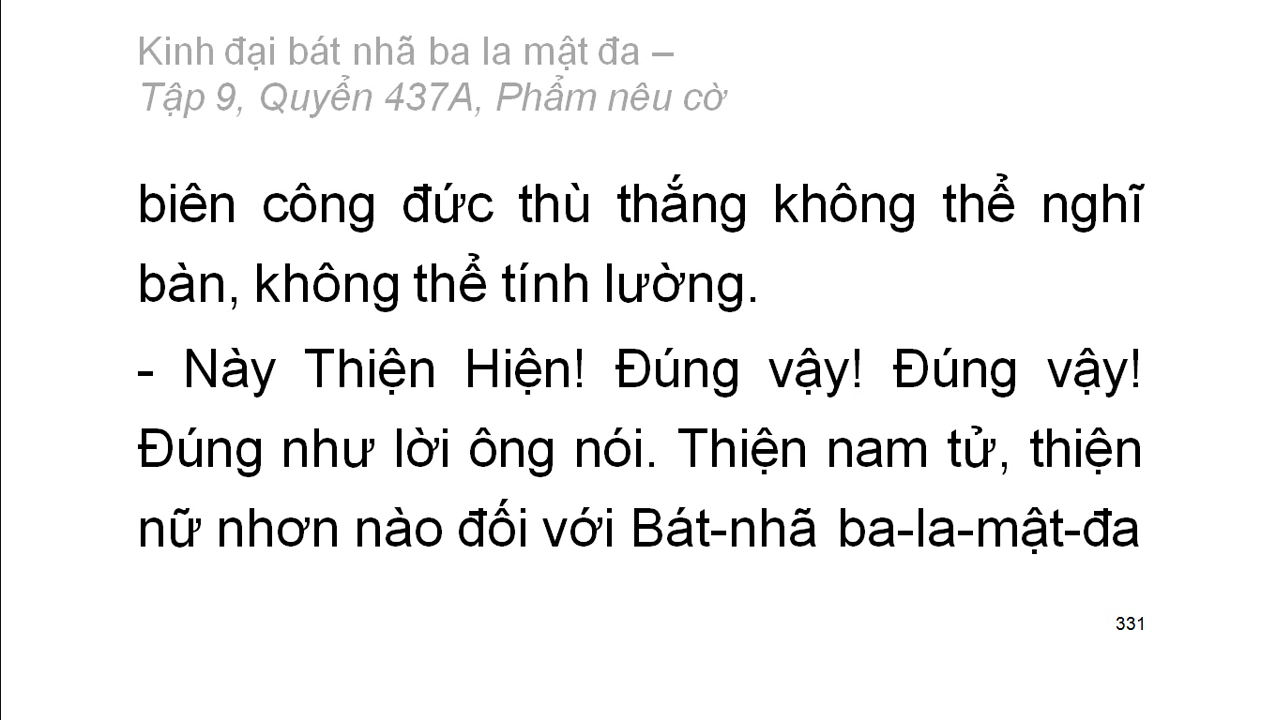 Kinh đại bát nhã ba la mật đa –
Tập 9, Quyển 437A, Phẩm nêu cờ
biên công đức thù thắng không thể nghĩ
bàn, không thể tính lường.
- Này Thiện Hiện! Đúng vậy! Đúng vậy!
Đúng như lời ông nói. Thiện nam tử, thiện
nữ nhơn nào đối với Bát-nhã ba-la-mật-đa
331